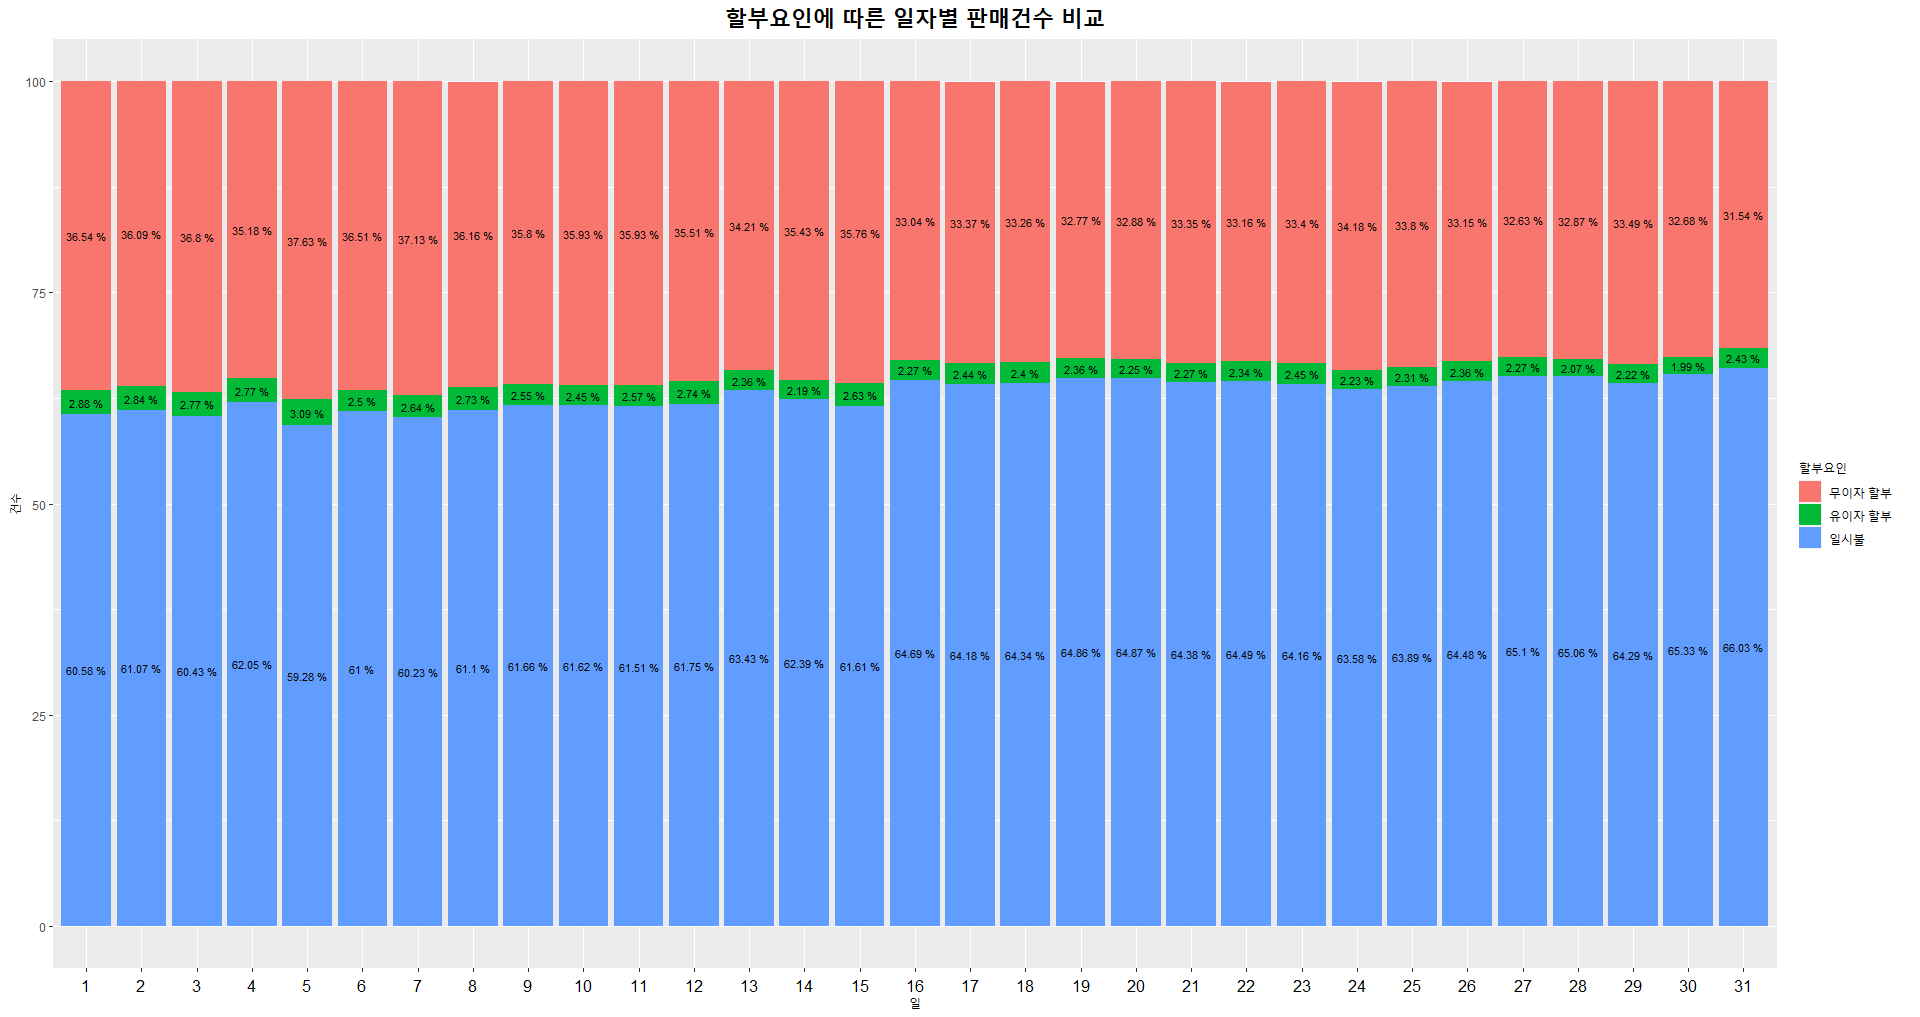 할부요인에 따른 일자별 판매건수 비교
100
75
50
25
0
건수
36.54 % 36.09 % 36.8 % 35.18 % 37.63 % 36.51 % 37.13 % 36.16 % 35.8 % 35.93 % 35.93 % 35.51 % 34.21 % 35.43 % 35.76 % 33.04 % 33.37 % 33.26 % 32.77 % 32.88 % 33.35 % 33.16 % 33.4 % 34.18 % 33.8 % 33.15 % 32.63 % 32.87 % 33.49 % 32.68 % 31.54 %
2.88 % 2.84 % 2.77 % 2.77 % 3.09 % 2.5 % 2.64 % 2.73 % 2.55 % 2.45 % 2.57 % 2.74 % 2.36 % 2.19 % 2.63 % 2.27 % 2.44 % 2.4 % 2.36 % 2.25 % 2.27 % 2.34 % 2.45 % 2.23 % 2.31 % 2.36 % 2.27 % 2.07 % 2.22 % 1.99 % 2.43 %
60.58 % 61.07 % 60.43 % 62.05 % 59.28 % 61 % 60.23 % 61.1 % 61.66 % 61.62 % 61.51 % 61.75 % 63.43 % 62.39 % 61.61 % 64.69 % 64.18 % 64.34 % 64.86 % 64.87 % 64.38 % 64.49 % 64.16 % 63.58 % 63.89 % 64.48 % 65.1 % 65.06 % 64.29 % 65.33 % 66.03 %
1 2 3 4 5 6 7 8 9 10 11 12 13 14 15 16 17 18 19 20 21 22 23 24 25 26 27 28 29 30 31
일
할부요인
무이자 할부
유이자 할부
일시불